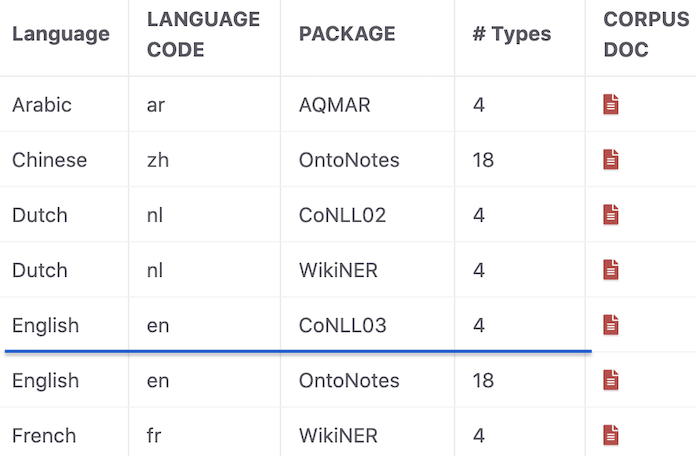 Language LANGUAGE CODE PACKAGE # Types CORPUS DOC
Arabic ar AQMAR 4
Chinese zh OntoNotes 18
Dutch nl CoNLL02 4
Dutch nl WikiNER 4
English en CoNLL03 4
English en OntoNotes 18
French fr WikiNER 4